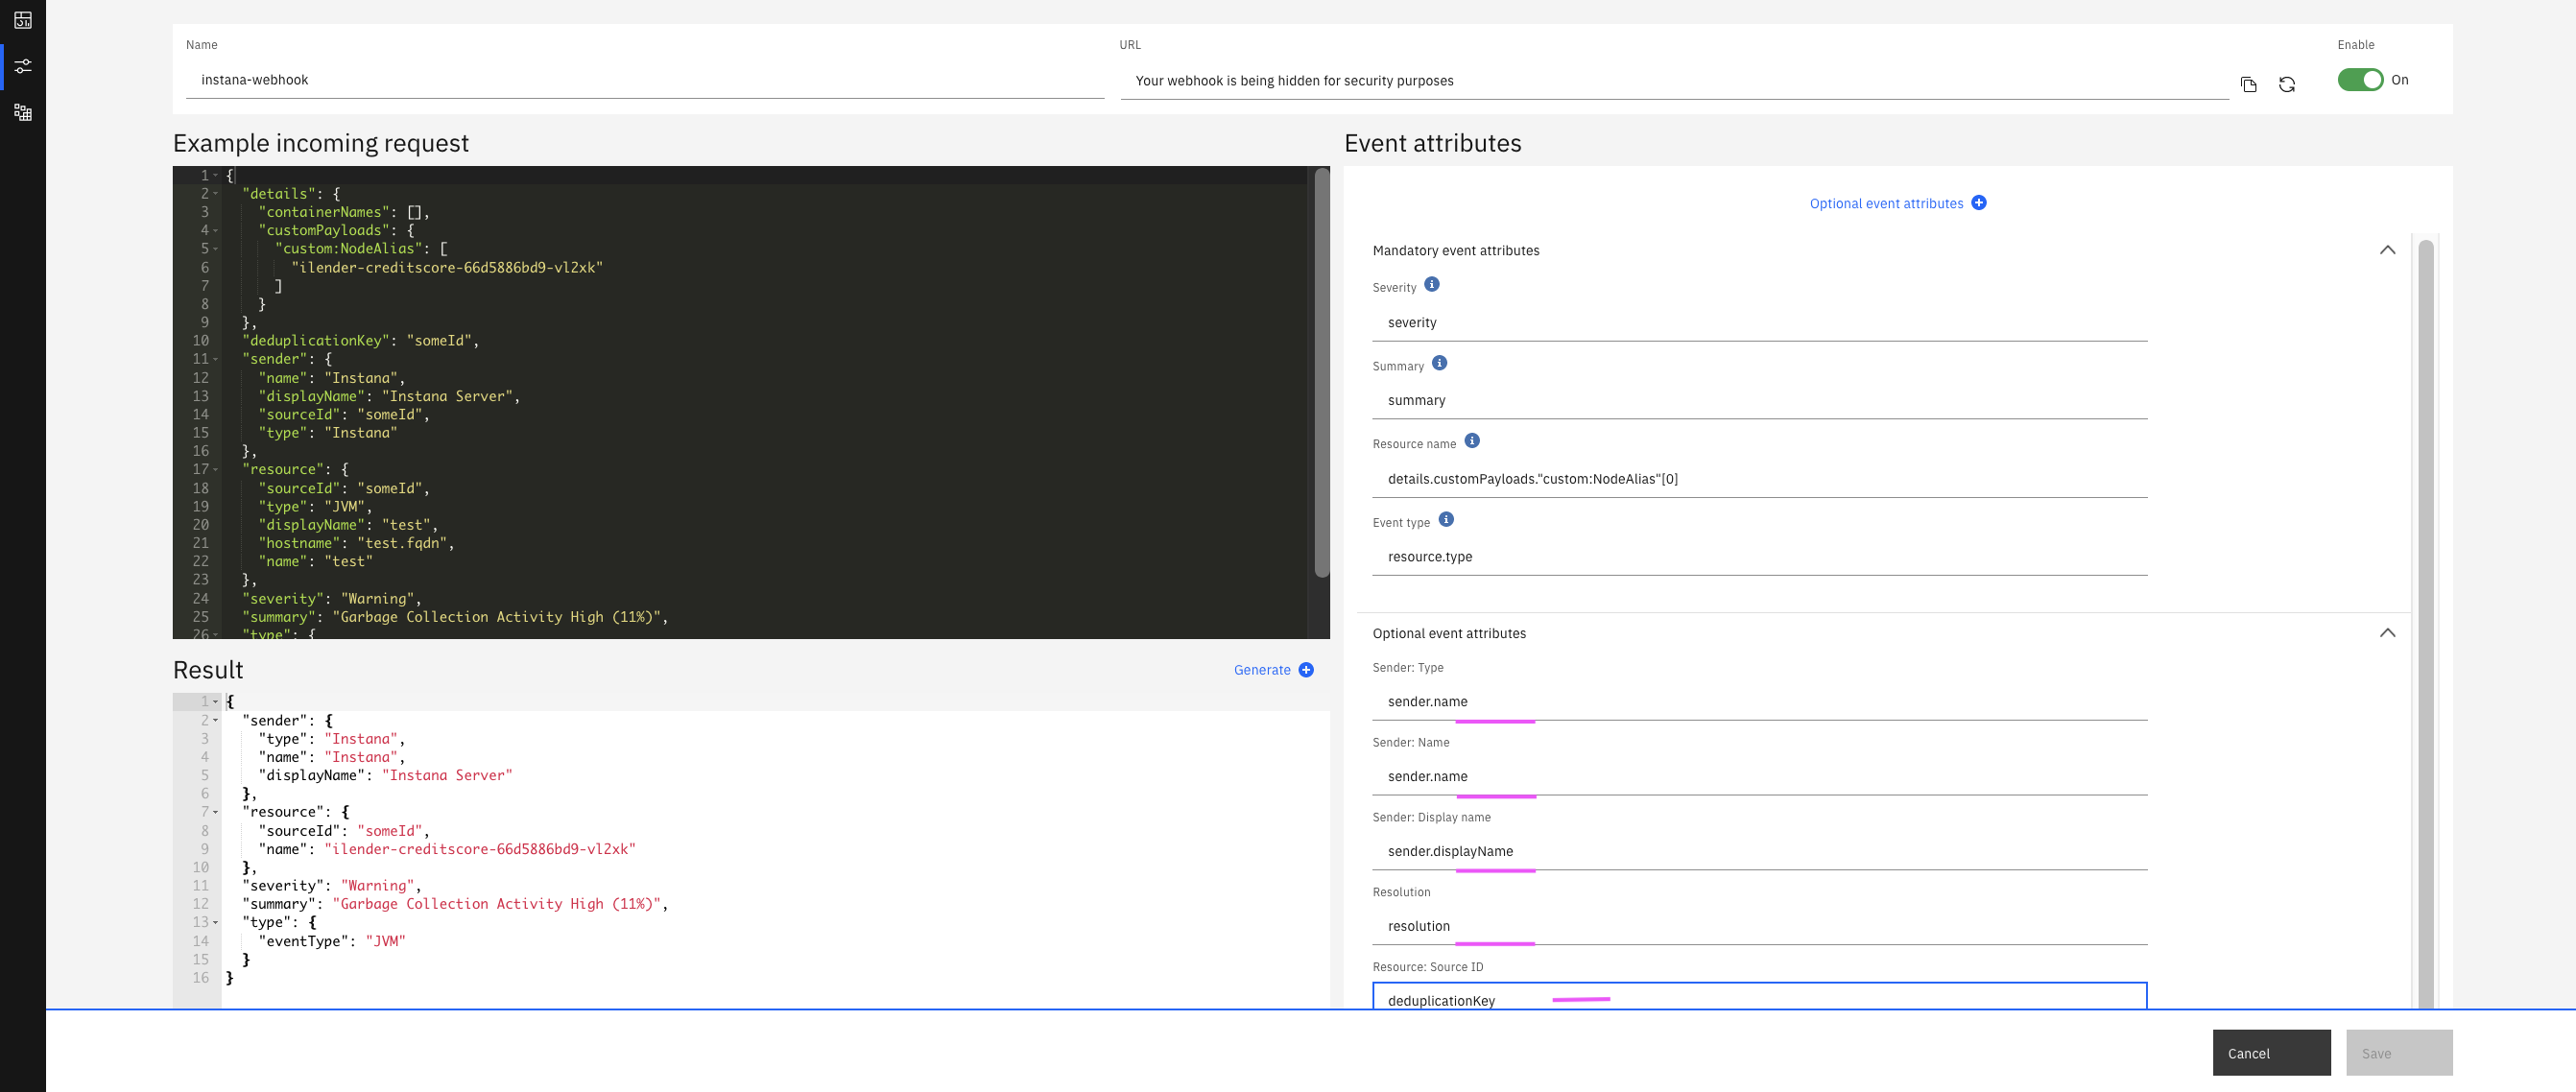 Name
instana-webhook
URL
Your webhook is being hidden for security purposes
Enable
On
Example incoming request
1 {
2 "details": {
3 "containerNames": [],
4 "customPayloads": {
5 "custom:NodeAlias": [
6 "ilender-creditscore-66d5886bd9-vl2xk"
7 ]
8 }
9 },
10 "deduplicationKey": "someId",
11 "sender": {
12 "name": "Instana",
13 "displayName": "Instana Server",
14 "sourceId": "someId",
15 "type": "Instana"
16 },
17 "resource": {
18 "sourceId": "someId",
19 "type": "JVM",
20 "displayName": "test",
21 "hostname": "test.fqdn",
22 "name": "test"
23 },
24 "severity": "Warning",
25 "summary": "Garbage Collection Activity High (11%)",
26 "type": {
Result
Generate
1 {
2 "sender": {
3 "type": "Instana",
4 "name": "Instana",
5 "displayName": "Instana Server"
6 },
7 "resource": {
8 "sourceId": "someId",
9 "name": "ilender-creditscore-66d5886bd9-vl2xk"
10 },
11 "severity": "Warning",
12 "summary": "Garbage Collection Activity High (11%)",
13 "type": {
14 "eventType": "JVM"
15 }
16 }
Event attributes
Optional event attributes
Mandatory event attributes
Severity
severity
Summary
summary
Resource name
details.customPayloads."custom:NodeAlias"[0]
Event type
resource.type
Optional event attributes
Sender: Type
sender.name
Sender: Name
sender.name
Sender: Display name
sender.displayName
Resolution
resolution
Resource: Source ID
deduplicationKey
Cancel
Save